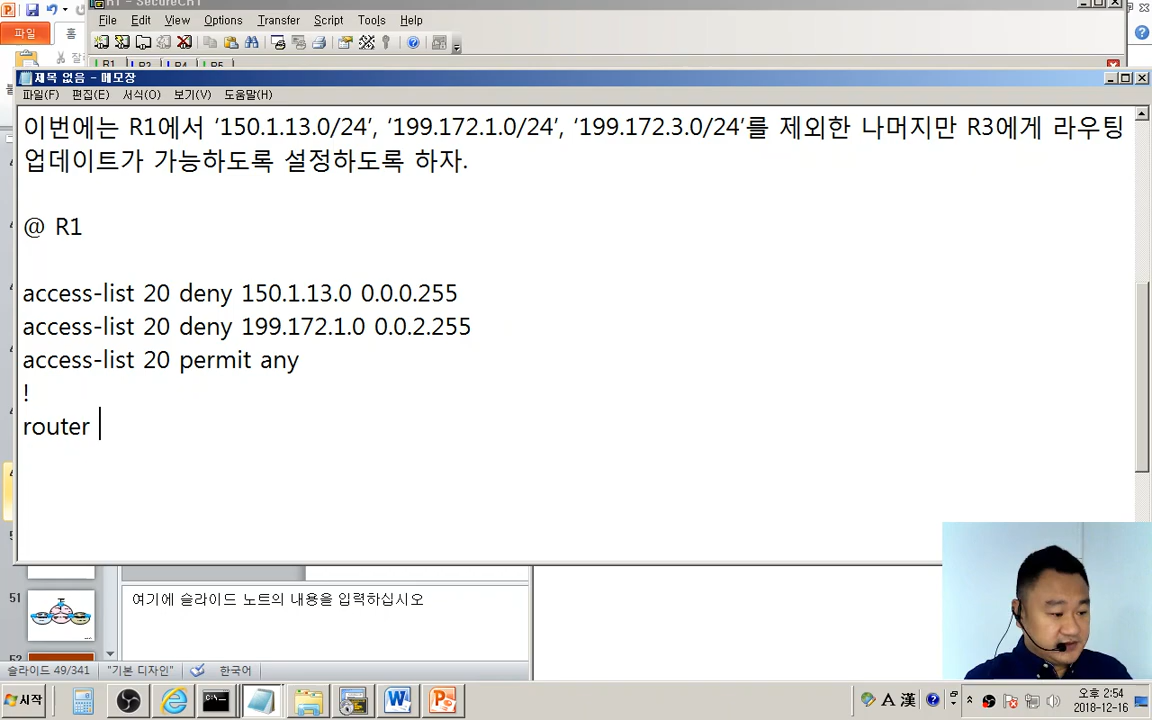 R1 - SecureCRT
File Edit View Options Transfer Script Tools Help
파일 홈
R1 R2 R4 R5
제목 없음 - 메모장
파일(F) 편집(E) 서식(O) 보기(V) 도움말(H)
이번에는 R1에서 ‘150.1.13.0/24’, ‘199.172.1.0/24’, ‘199.172.3.0/24’를 제외한 나머지만 R3에게 라우팅
업데이트가 가능하도록 설정하도록 하자.
@ R1
access-list 20 deny 150.1.13.0 0.0.0.255
access-list 20 deny 199.172.1.0 0.0.2.255
access-list 20 permit any
!
router
51
여기에 슬라이드 노트의 내용을 입력하십시오
52
슬라이드 49/341 "기본 디자인" 한국어
시작
A 漢
오후 2:54
2018-12-16